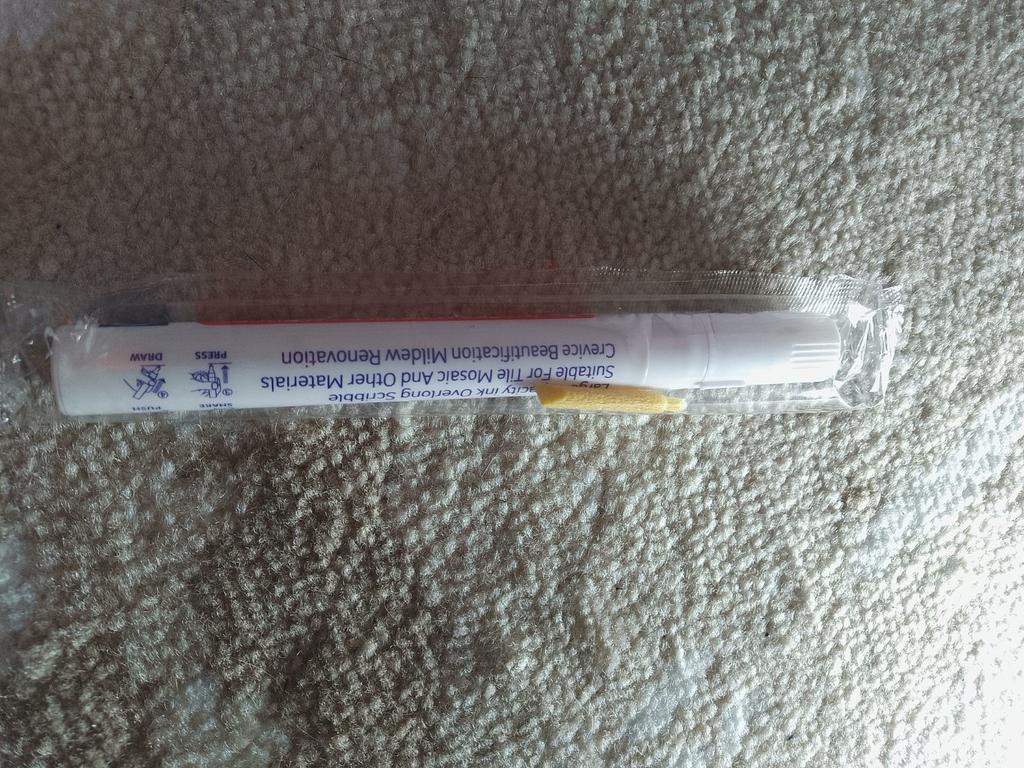 Large
acity Ink Overlong Scribble
Suitable For Tile Mosaic And Other Materials
Crevice Beautification Mildew Renovation
SHAKE
PRESS
PUSH
DRAW